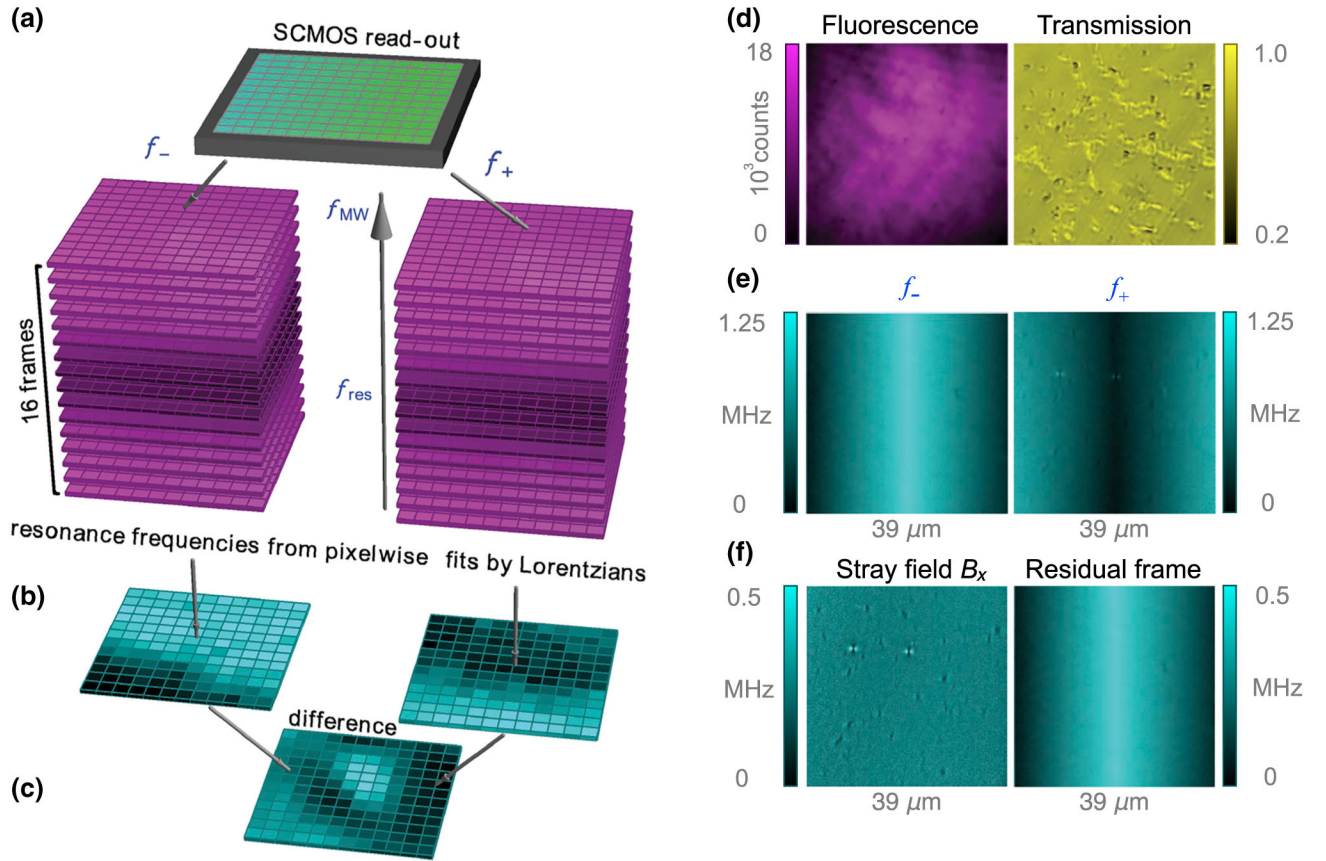 (a)
SCMOS read-out
f₋
f₊
f_MW
f_res
16 frames
resonance frequencies from pixelwise fits by Lorentzians
(b)
difference
(c)
(d)
Fluorescence
Transmission
18
10³counts
0
1.0
0.2
(e)
f₋
f₊
1.25
MHz
0
1.25
MHz
0
39 μm
39 μm
(f)
Stray field Bₓ
Residual frame
0.5
MHz
0
0.5
MHz
0
39 μm
39 μm